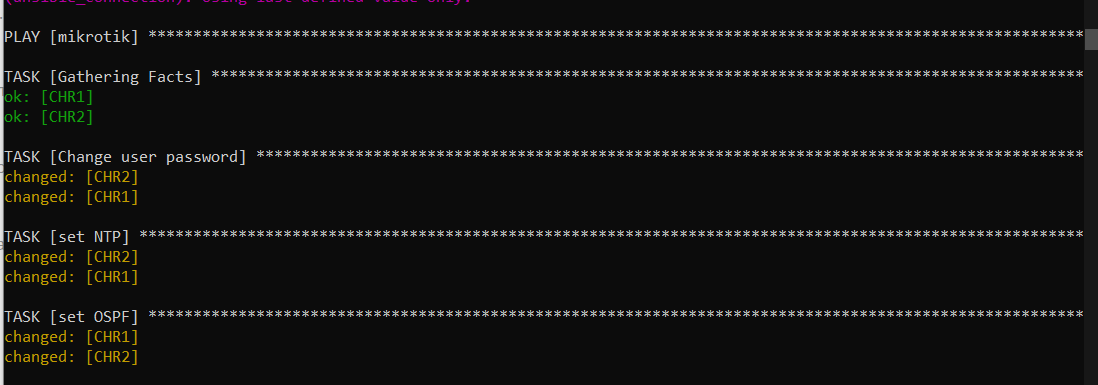 (ansible_connection). Using last defined value only.
PLAY [mikrotik] ********************************************************************************************************
TASK [Gathering Facts] *************************************************************************************************
ok: [CHR1]
ok: [CHR2]
TASK [Change user password] ********************************************************************************************
changed: [CHR2]
changed: [CHR1]
TASK [set NTP] *********************************************************************************************************
changed: [CHR2]
changed: [CHR1]
TASK [set OSPF] ********************************************************************************************************
changed: [CHR1]
changed: [CHR2]